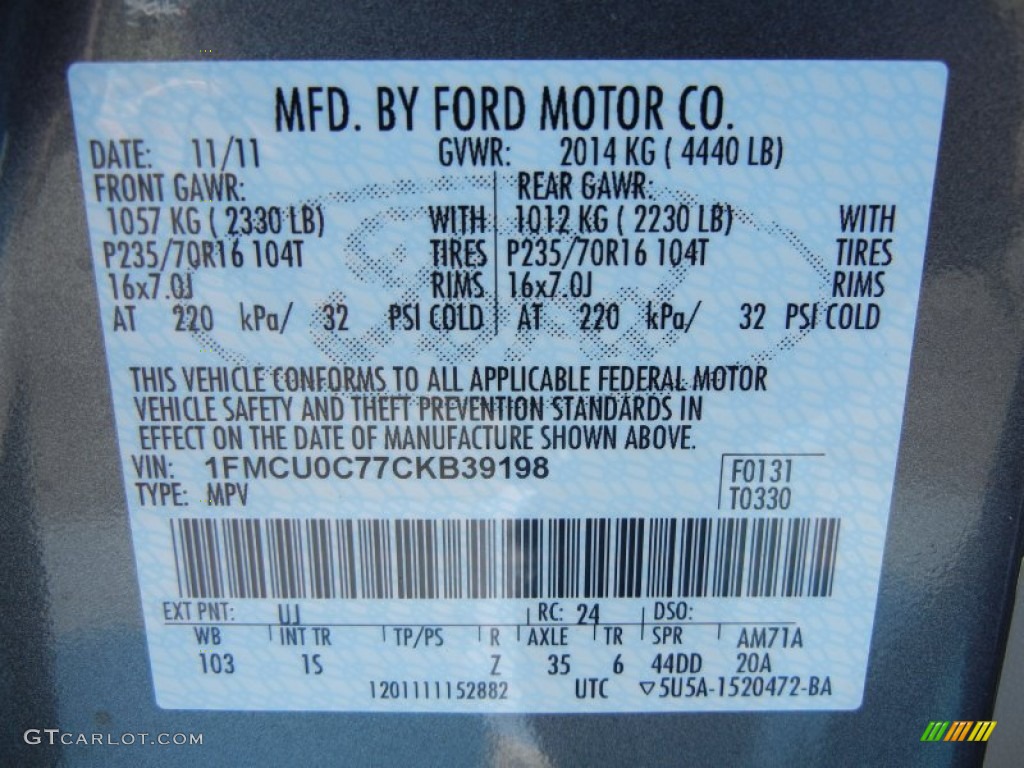 MFD. BY FORD MOTOR CO.
DATE: 11/11 GVWR: 2014 KG ( 4440 LB)
FRONT GAWR: REAR GAWR:
1057 KG ( 2330 LB) WITH 1012 KG ( 2230 LB) WITH
P235/70R16 104T TIRES P235/70R16 104T TIRES
16x7.0J RIMS 16x7.0J RIMS
AT 220 kPa/ 32 PSI COLD AT 220 kPa/ 32 PSI COLD
THIS VEHICLE CONFORMS TO ALL APPLICABLE FEDERAL MOTOR
VEHICLE SAFETY AND THEFT PREVENTION STANDARDS IN
EFFECT ON THE DATE OF MANUFACTURE SHOWN ABOVE.
VIN: 1FMCU0C77CKB39198 F0131
TYPE: MPV T0330
EXT PNT: UJ RC: 24 DSO:
WB INT TR TP/PS R AXLE TR SPR AM71A
103 1S Z 35 6 44DD 20A
1201111152882 UTC ▽5U5A-1520472-BA
GTCARLOT.COM